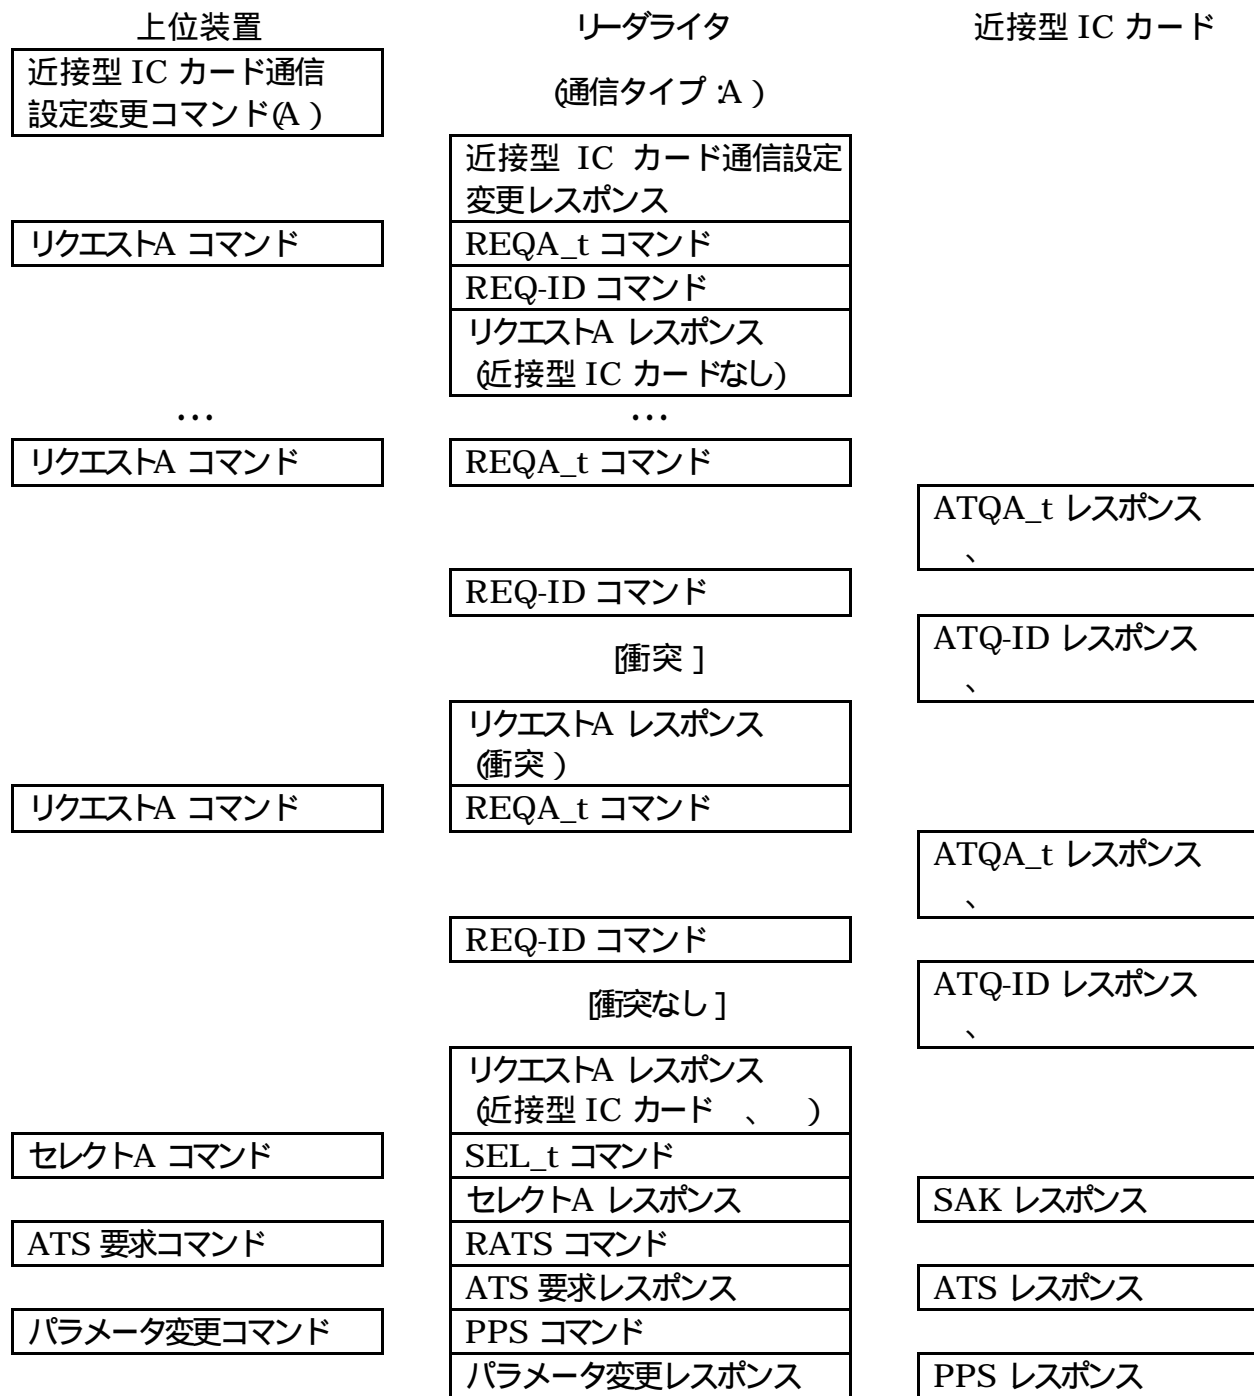 上位装置 リーダライタ 近接型 IC カード
近接型 IC カード通信
設定変更コマンド(A)
(通信タイプ:A)
近接型 IC カード通信設定
変更レスポンス
リクエストA コマンド REQA_t コマンド
REQ-ID コマンド
リクエストA レスポンス
(近接型 IC カードなし)
… …
リクエストA コマンド REQA_t コマンド
ATQA_t レスポンス
、
REQ-ID コマンド
ATQ-ID レスポンス
[衝突]
、
リクエストA レスポンス
(衝突)
リクエストA コマンド REQA_t コマンド
ATQA_t レスポンス
、
REQ-ID コマンド
ATQ-ID レスポンス
[衝突なし]
、
リクエストA レスポンス
(近接型 IC カード 、 )
セレクトA コマンド SEL_t コマンド
セレクトA レスポンス SAK レスポンス
ATS 要求コマンド RATS コマンド
ATS 要求レスポンス ATS レスポンス
パラメータ変更コマンド PPS コマンド
パラメータ変更レスポンス PPS レスポンス